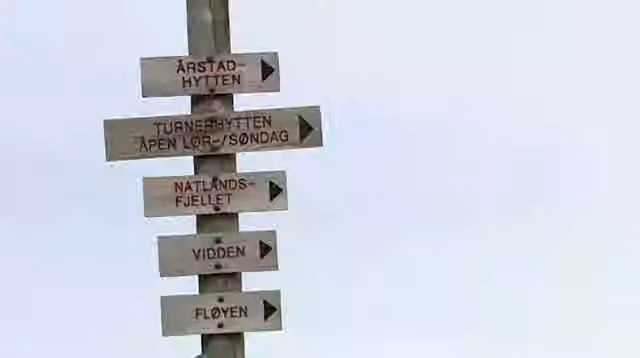 ÅRSTAD-
HYTTEN
TURNERHYTTEN
ÅPEN LØR-/SØNDAG
NATLANDS-
FJELLET
VIDDEN
FLØYEN